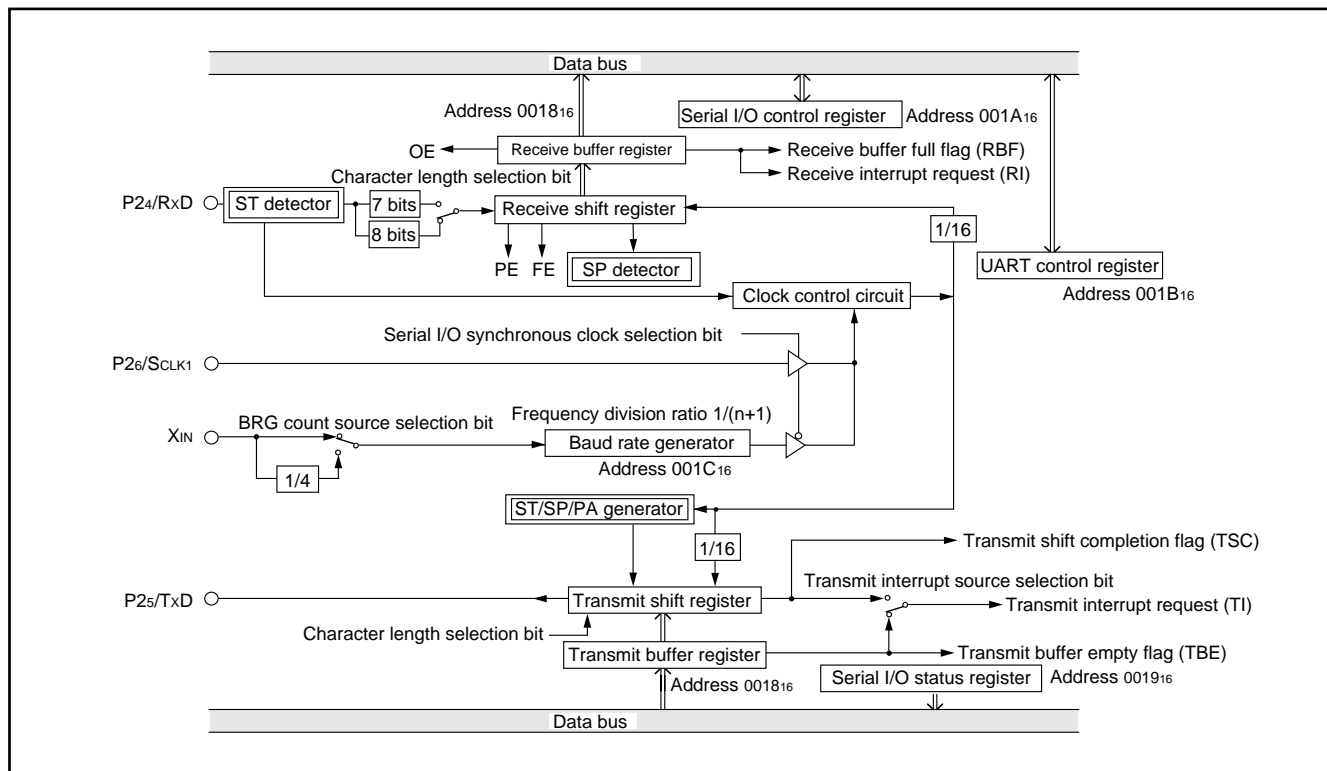 Data bus
Address 001816
Serial I/O control register Address 001A16
OE Receive buffer register Receive buffer full flag (RBF)
Receive interrupt request (RI)
Character length selection bit
P24/RXD ST detector 7 bits Receive shift register
8 bits
1/16
PE FE SP detector
UART control register
Address 001B16
Clock control circuit
Serial I/O synchronous clock selection bit
P26/SCLK1
BRG count source selection bit
Frequency division ratio 1/(n+1)
XIN
Baud rate generator
Address 001C16
1/4
ST/SP/PA generator
1/16
Transmit shift completion flag (TSC)
Transmit interrupt source selection bit
P25/TXD Transmit shift register Transmit interrupt request (TI)
Character length selection bit
Transmit buffer register Transmit buffer empty flag (TBE)
Address 001816
Serial I/O status register Address 001916
Data bus